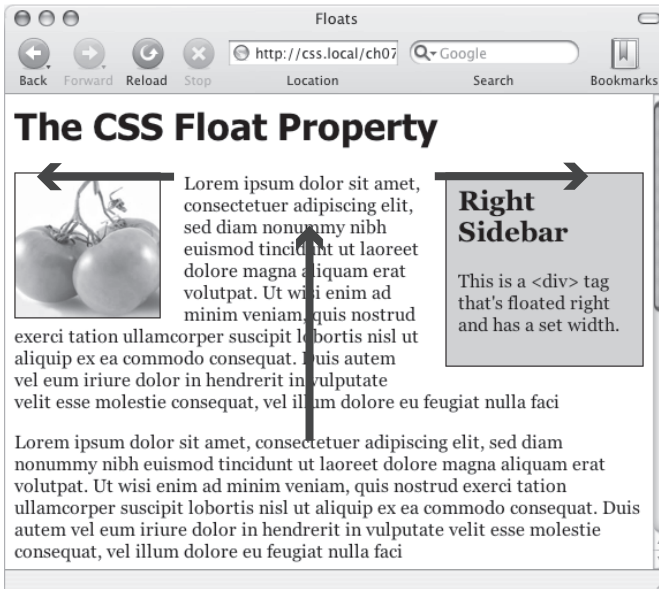 Floats
http://css.local/ch07
Google
Back Forward Reload Stop Location Search Bookmarks
The CSS Float Property
Lorem ipsum dolor sit amet,
consectetuer adipiscing elit,
sed diam nonummy nibh
euismod tincidunt ut laoreet
dolore magna aliquam erat
volutpat. Ut wisi enim ad
minim veniam, quis nostrud
exerci tation ullamcorper suscipit lobortis nisl ut
aliquip ex ea commodo consequat. Duis autem
vel eum iriure dolor in hendrerit in vulputate
velit esse molestie consequat, vel illum dolore eu feugiat nulla faci
Right
Sidebar
This is a <div> tag
that's floated right
and has a set width.
Lorem ipsum dolor sit amet, consectetuer adipiscing elit, sed diam
nonummy nibh euismod tincidunt ut laoreet dolore magna aliquam erat
volutpat. Ut wisi enim ad minim veniam, quis nostrud exerci tation
ullamcorper suscipit lobortis nisl ut aliquip ex ea commodo consequat. Duis
autem vel eum iriure dolor in hendrerit in vulputate velit esse molestie
consequat, vel illum dolore eu feugiat nulla faci